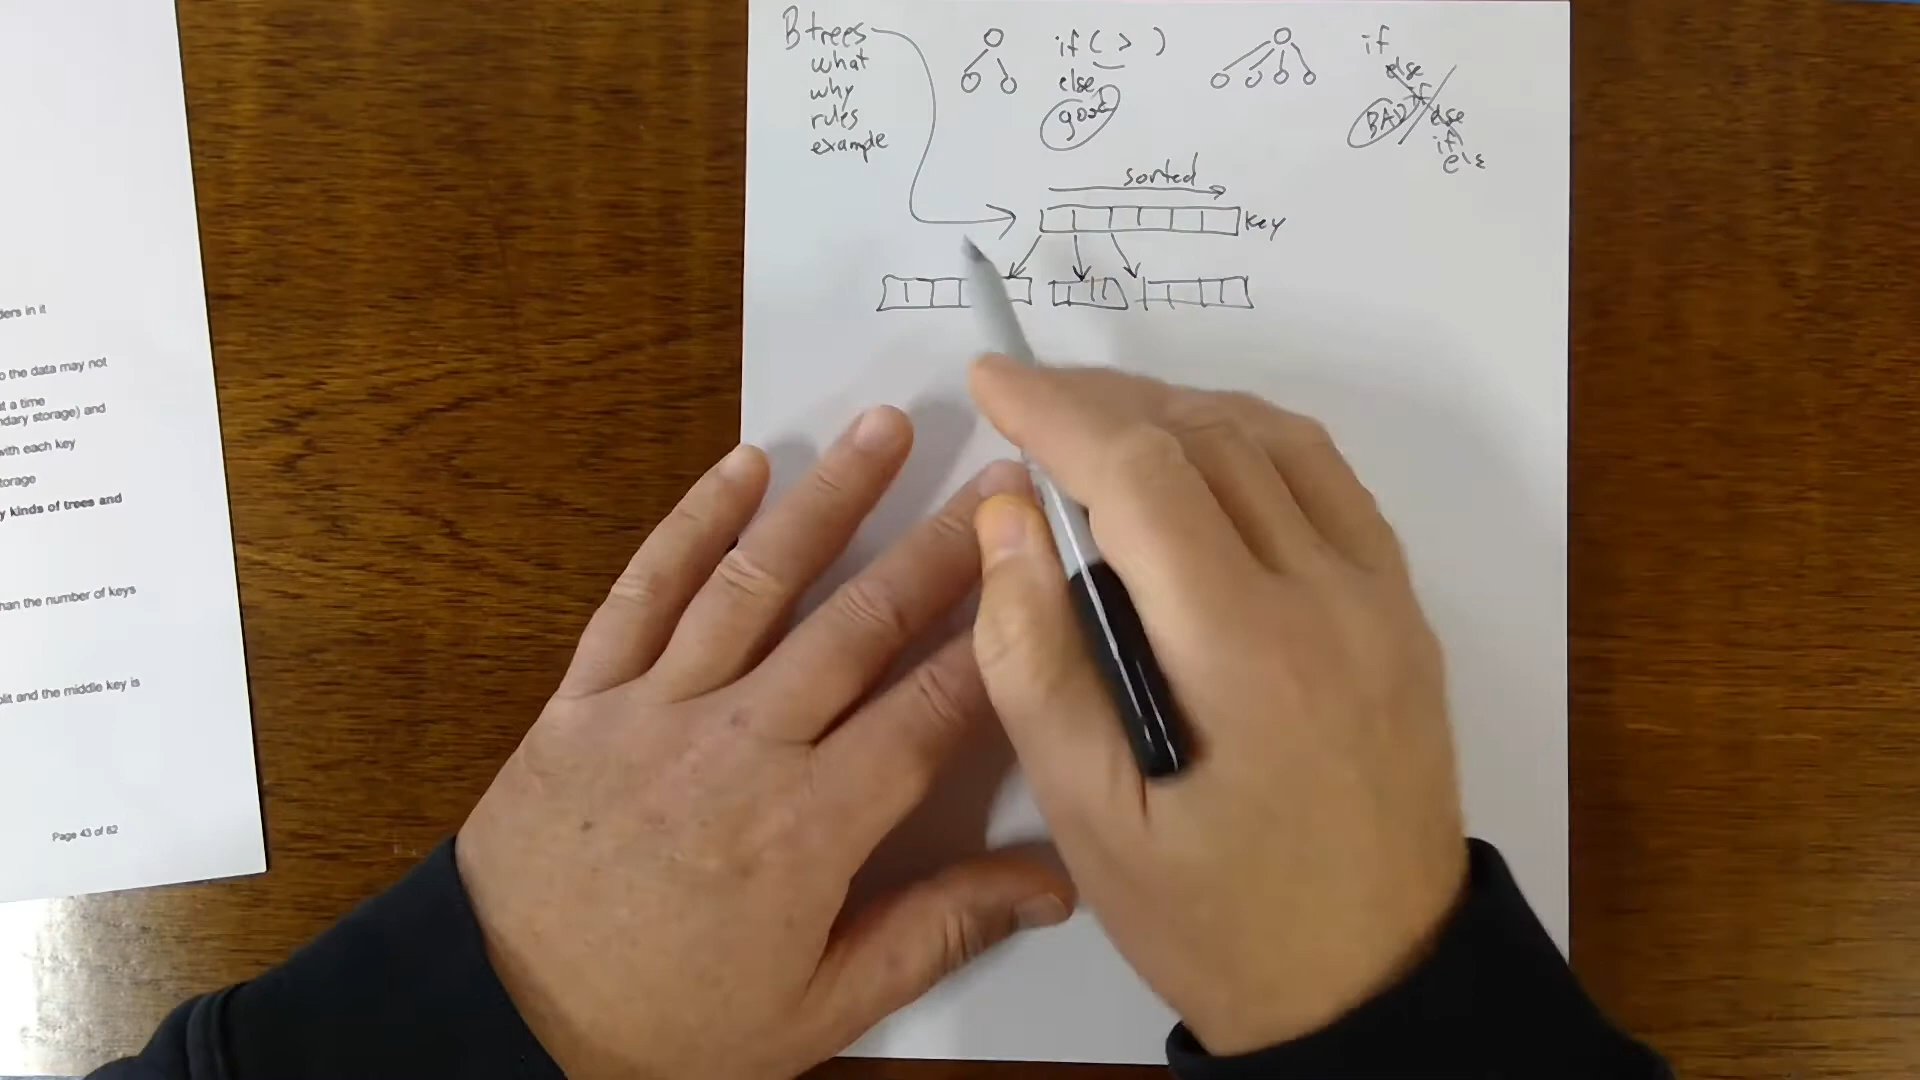 B trees
what
why
rules
example
if ( > )
else
good
if
else
if
else
if
els
BAD
sorted
key
ders in it
o the data may not
at a time
ndary storage) and
with each key
torage
y kinds of trees and
han the number of keys
plit and the middle key is
Page 43 of 62